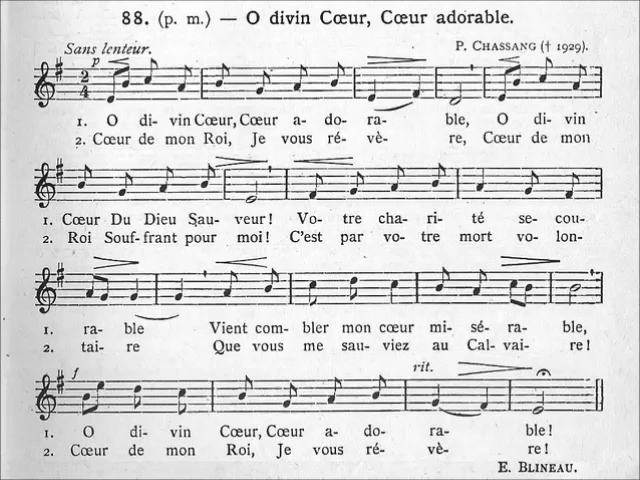 88. (p. m.) — O divin Cœur, Cœur adorable.
Sans lenteur.
P. CHASSANG († 1929).
p
2
4
1. O di- vin Cœur, Cœur a- do- ra- ble, O di- vin
2. Cœur de mon Roi, Je vous ré- vè- re, Cœur de mon
1. Cœur Du Dieu Sau- veur! Vo- tre cha- ri- té se- cou-
2. Roi Souf- frant pour moi! C'est par vo- tre mort vo- lon-
1. ra- ble Vient com- bler mon cœur mi- sé- ra- ble,
2. tai- re Que vous me sau- viez au Cal- vai- re!
f
rit.
1. O di- vin Cœur, Cœur a- do- ra- ble!
2. Cœur de mon Roi, Je vous ré- vè- re!
E. BLINEAU.